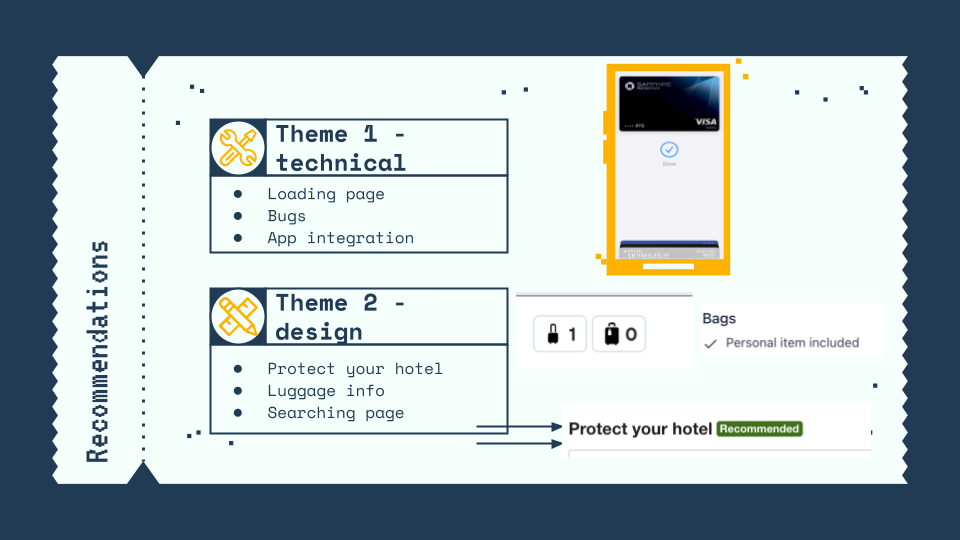 Recommendations
Theme 1 -
technical
● Loading page
● Bugs
● App integration
SAPPHIRE
RESERVE
VISA
Done
SKYMILES
Theme 2 -
design
● Protect your hotel
● Luggage info
● Searching page
1 0
Bags
Personal item included
Protect your hotel Recommended